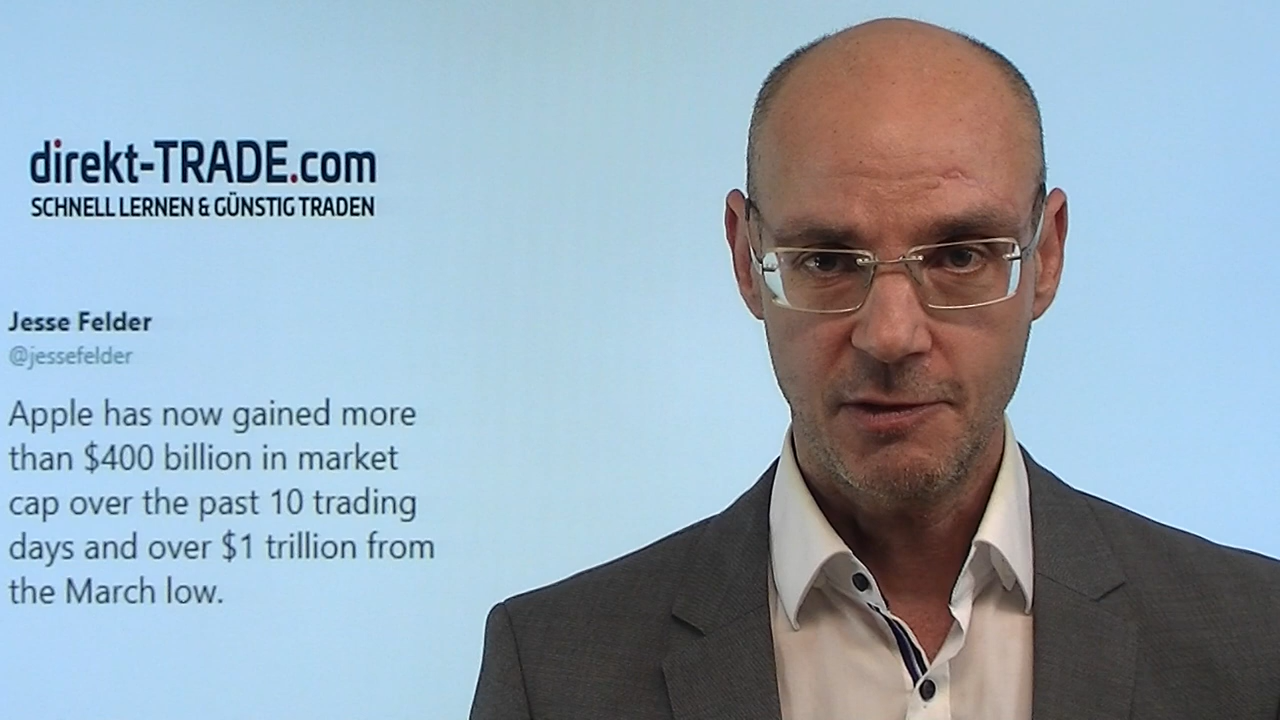 direkt-TRADE.com
SCHNELL LERNEN & GÜNSTIG TRADEN
Jesse Felder
@jessefelder
Apple has now gained more
than $400 billion in market
cap over the past 10 trading
days and over $1 trillion from
the March low.